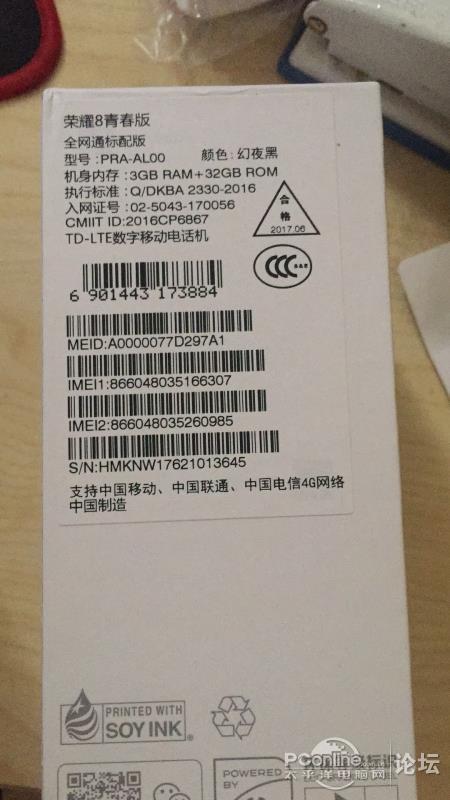 荣耀8青春版
全网通标配版
型号:PRA-AL00 颜色:幻夜黑
机身内存:3GB RAM+32GB ROM
执行标准:Q/DKBA 2330-2016
入网证号:02-5043-170056
CMIIT ID:2016CP6867
TD-LTE数字移动电话机
合
格
2017.06
CCC S&E
6 901443 173884
MEID:A0000077D297A1
IMEI1:866048035166307
IMEI2:866048035260985
S/N:HMKNW17621013645
支持中国移动、中国联通、中国电信4G网络
中国制造
PRINTED WITH
SOY INK
POWERED
PConline 论坛
太平洋电脑网